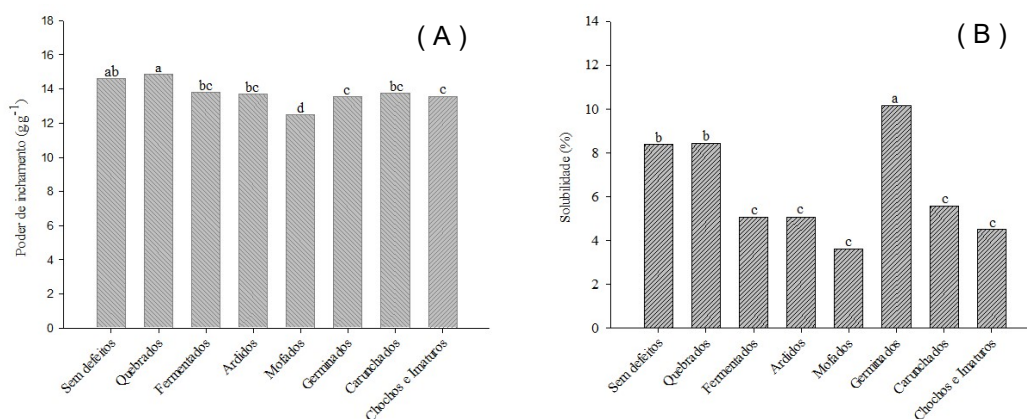 ( A )
Poder de inchamento (g g⁻¹)
18
16
14
12
10
8
6
4
2
0
ab
a
bc
bc
d
c
bc
c
Sem defeitos
Quebrados
Fermentados
Ardidos
Mofados
Germinados
Carunchados
Chochos e Imaturos
( B )
Solubilidade (%)
14
12
10
8
6
4
2
0
b
b
c
c
c
a
c
c
Sem defeitos
Quebrados
Fermentados
Ardidos
Mofados
Germinados
Carunchados
Chochos e Imaturos